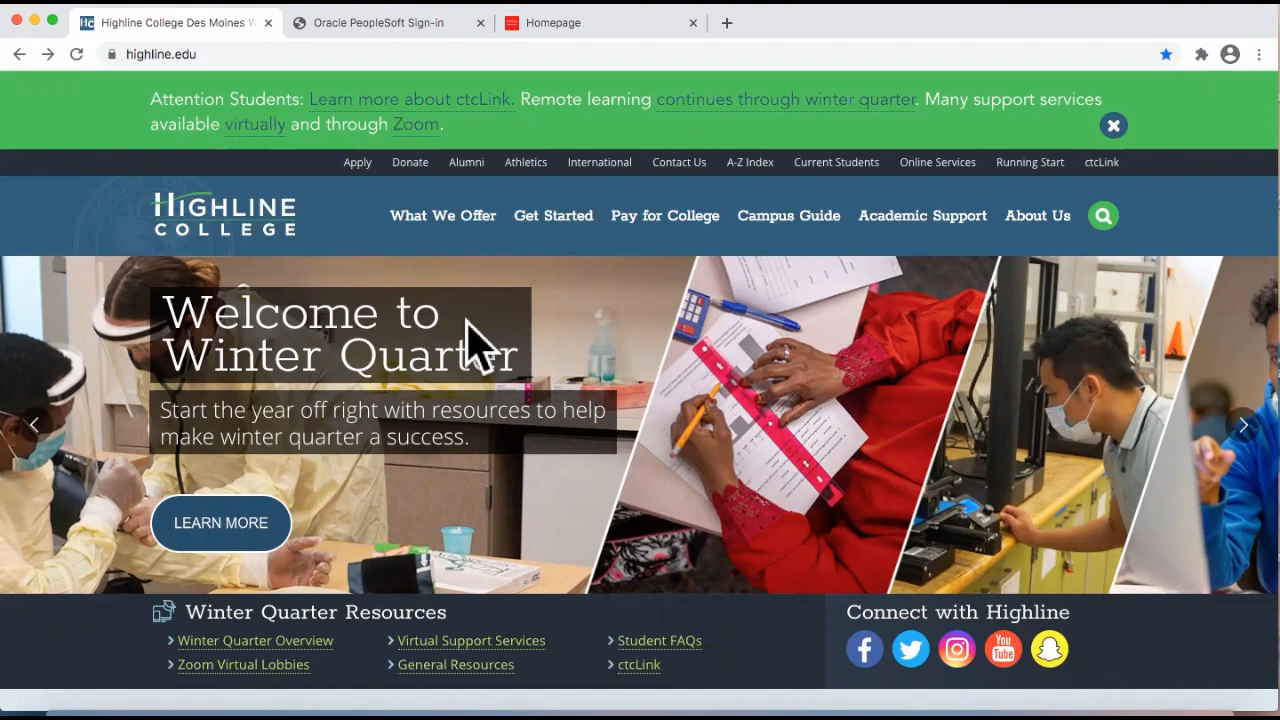 Highline College Des Moines W
Oracle PeopleSoft Sign-in
Homepage
highline.edu
Attention Students: Learn more about ctcLink. Remote learning continues through winter quarter. Many support services
available virtually and through Zoom.
Apply Donate Alumni Athletics International Contact Us A-Z Index Current Students Online Services Running Start ctcLink
HIGHLINE
COLLEGE
What We Offer Get Started Pay for College Campus Guide Academic Support About Us
Welcome to
Winter Quarter
Start the year off right with resources to help
make winter quarter a success.
LEARN MORE
Winter Quarter Resources
Connect with Highline
Winter Quarter Overview Virtual Support Services Student FAQs
Zoom Virtual Lobbies General Resources ctcLink
You
Tube